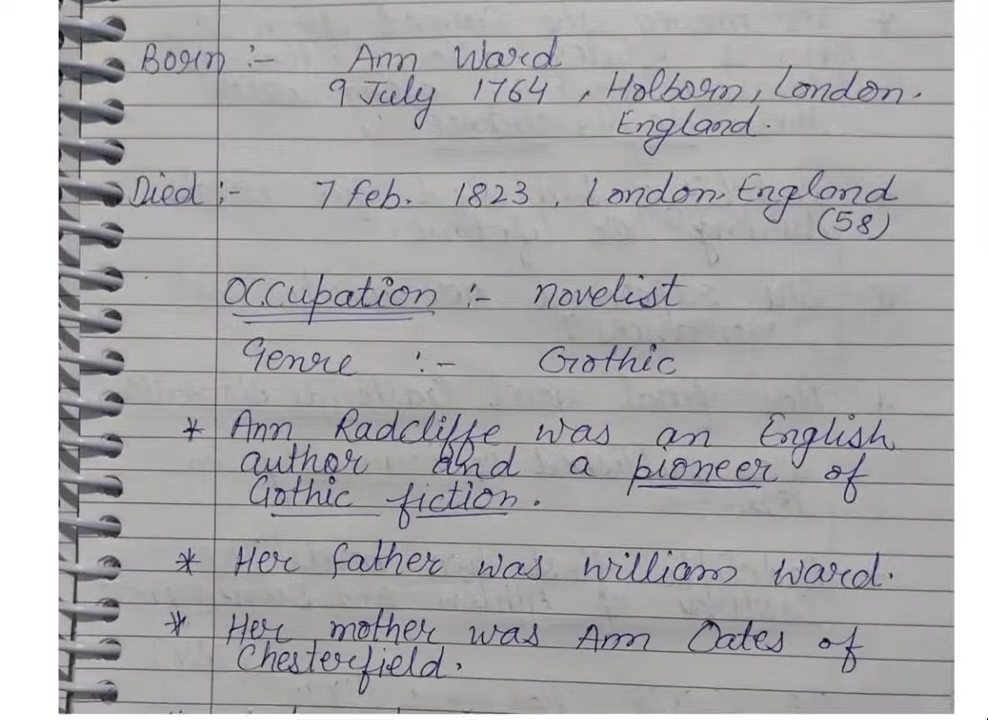 Born :- Ann Ward
9 July 1764, Holborn, London.
England.
Died :- 7 Feb. 1823, London. England
(58)
Occupation :- novelist
Genre :- Gothic
* Ann Radcliffe was an English
author and a pioneer of
Gothic fiction.
* Her father was William Ward.
* Her mother was Ann Oates of
Chesterfield.